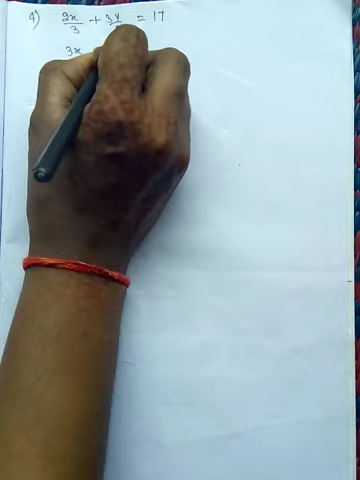 4) 2x/3 + 3y = 17
3x